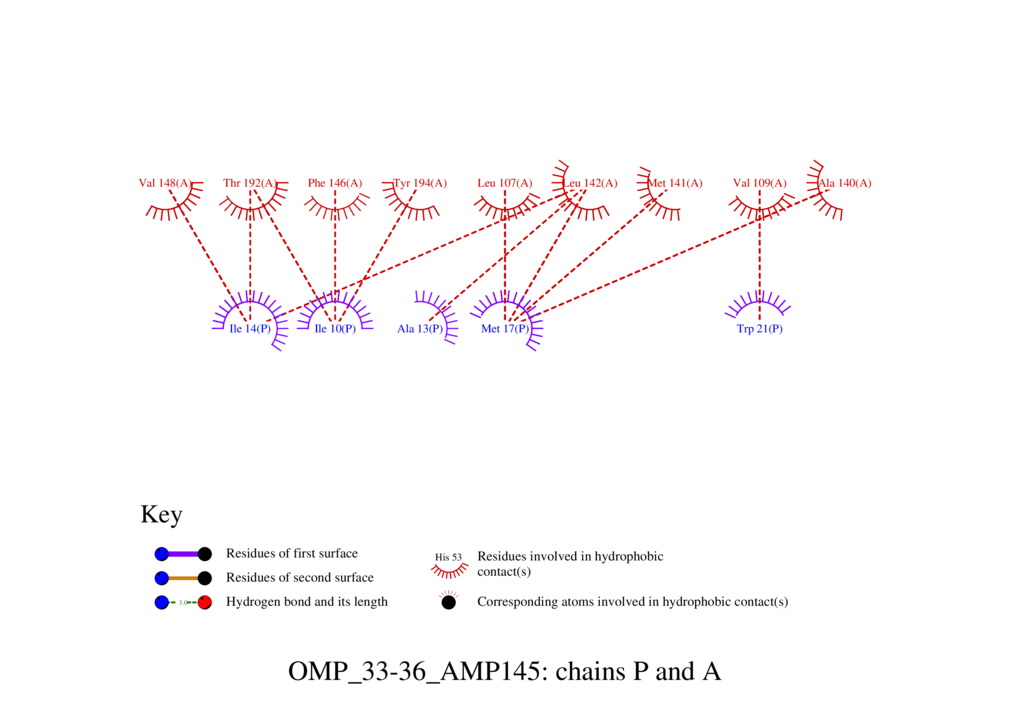 Val 148(A) Thr 192(A) Phe 146(A) Tyr 194(A) Leu 107(A) Leu 142(A) Met 141(A) Val 109(A) Ala 140(A)
Ile 14(P) Ile 10(P) Ala 13(P) Met 17(P) Trp 21(P)
Key
Residues of first surface
Residues of second surface
3.0
Hydrogen bond and its length
His 53
Residues involved in hydrophobic
contact(s)
Corresponding atoms involved in hydrophobic contact(s)
OMP_33-36_AMP145: chains P and A